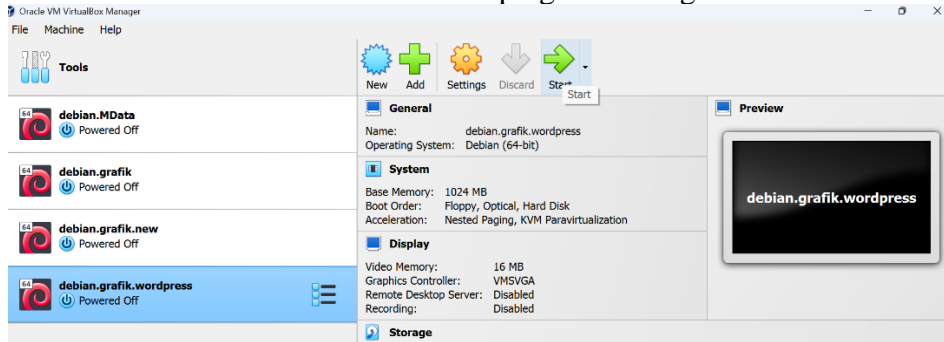 Oracle VM VirtualBox Manager
File Machine Help
Tools
New Add Settings Discard Start
Start
64 debian.MData
Powered Off
64 debian.grafik
Powered Off
64 debian.grafik.new
Powered Off
64 debian.grafik.wordpress
Powered Off
General
Name: debian.grafik.wordpress
Operating System: Debian (64-bit)
System
Base Memory: 1024 MB
Boot Order: Floppy, Optical, Hard Disk
Acceleration: Nested Paging, KVM Paravirtualization
Display
Video Memory: 16 MB
Graphics Controller: VMSVGA
Remote Desktop Server: Disabled
Recording: Disabled
Storage
Preview
debian.grafik.wordpress